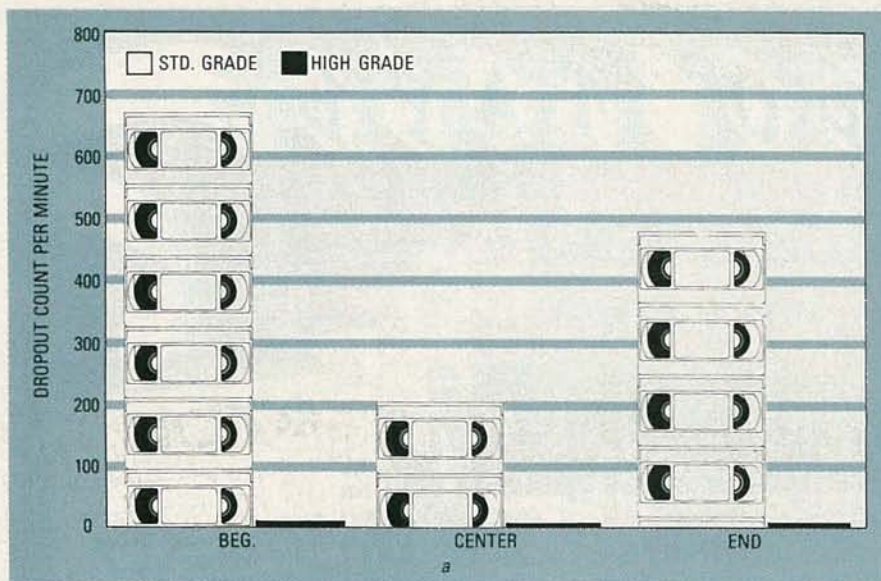 800
STD. GRADE HIGH GRADE
700
600
500
400
300
200
100
0
DROPOUT COUNT PER MINUTE
BEG. CENTER END
a